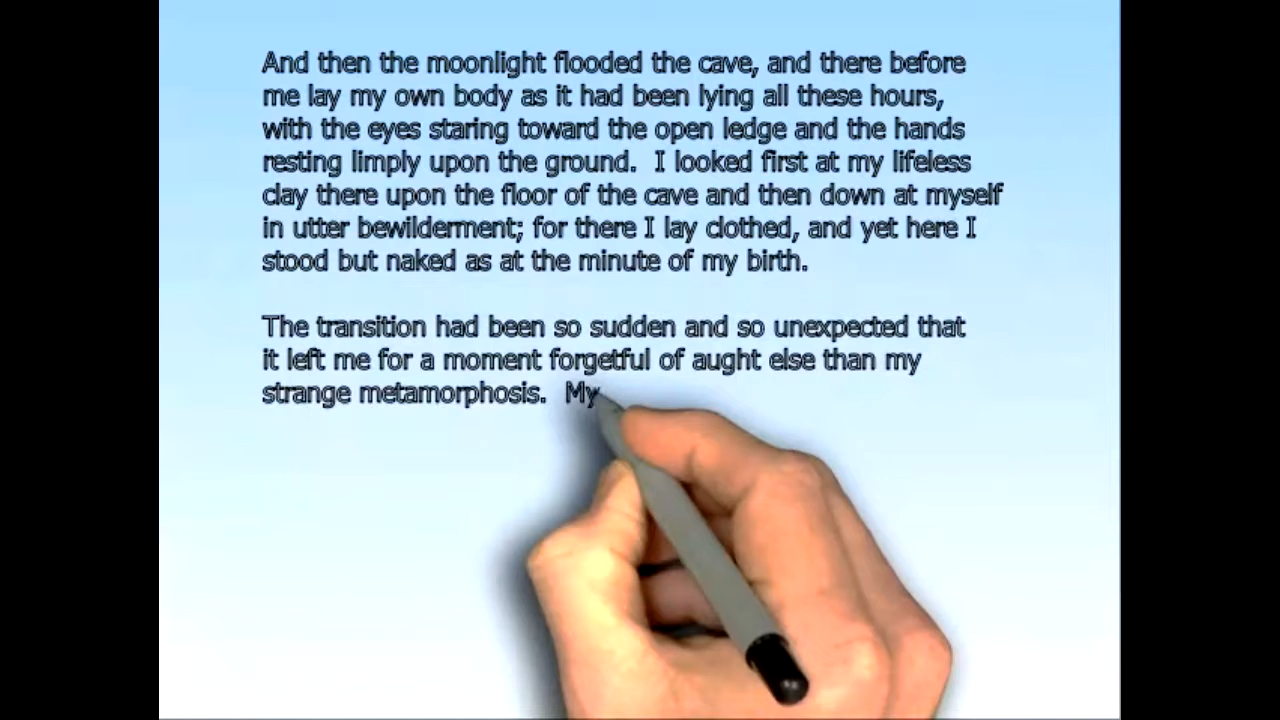 And then the moonlight flooded the cave, and there before
me lay my own body as it had been lying all these hours,
with the eyes staring toward the open ledge and the hands
resting limply upon the ground.  I looked first at my lifeless
clay there upon the floor of the cave and then down at myself
in utter bewilderment; for there I lay clothed, and yet here I
stood but naked as at the minute of my birth.

The transition had been so sudden and so unexpected that
it left me for a moment forgetful of aught else than my
strange metamorphosis.  My